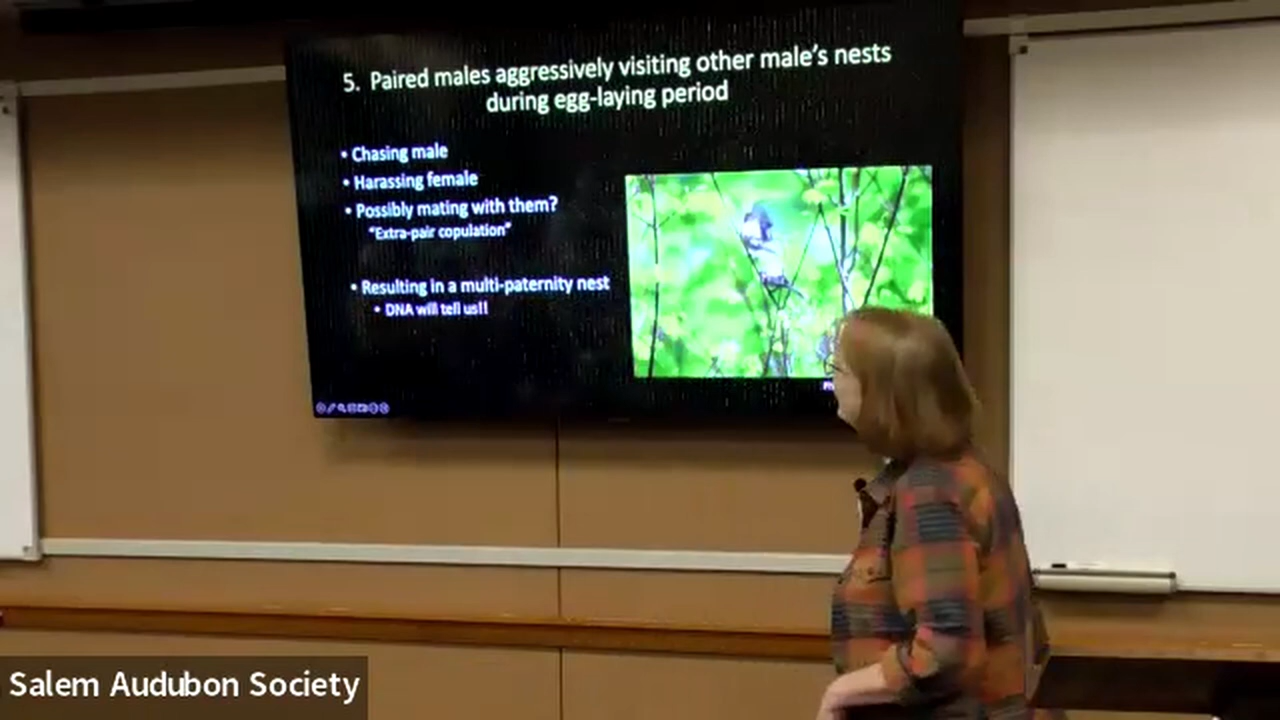 5. Paired males aggressively visiting other male's nests
during egg-laying period
• Chasing male
• Harassing female
• Possibly mating with them?
"Extra-pair copulation"
• Resulting in a multi-paternity nest
• DNA will tell us!!
Salem Audubon Society